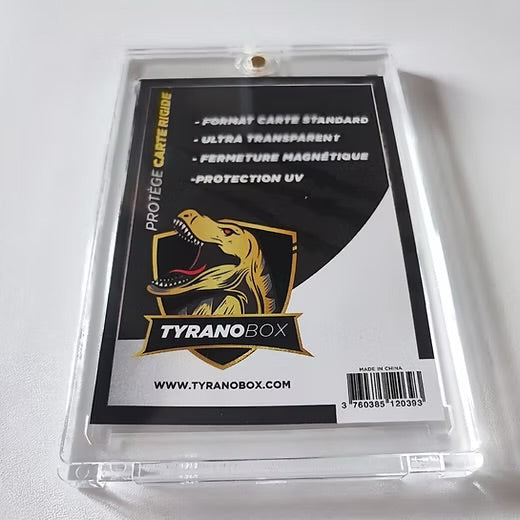 PROTÈGE CARTE RIGIDE
- FORMAT CARTE STANDARD
- ULTRA TRANSPARENT
- FERMETURE MAGNÉTIQUE
-PROTECTION UV
TYRANOBOX
WWW.TYRANOBOX.COM
MADE IN CHINA
3 760385 120393